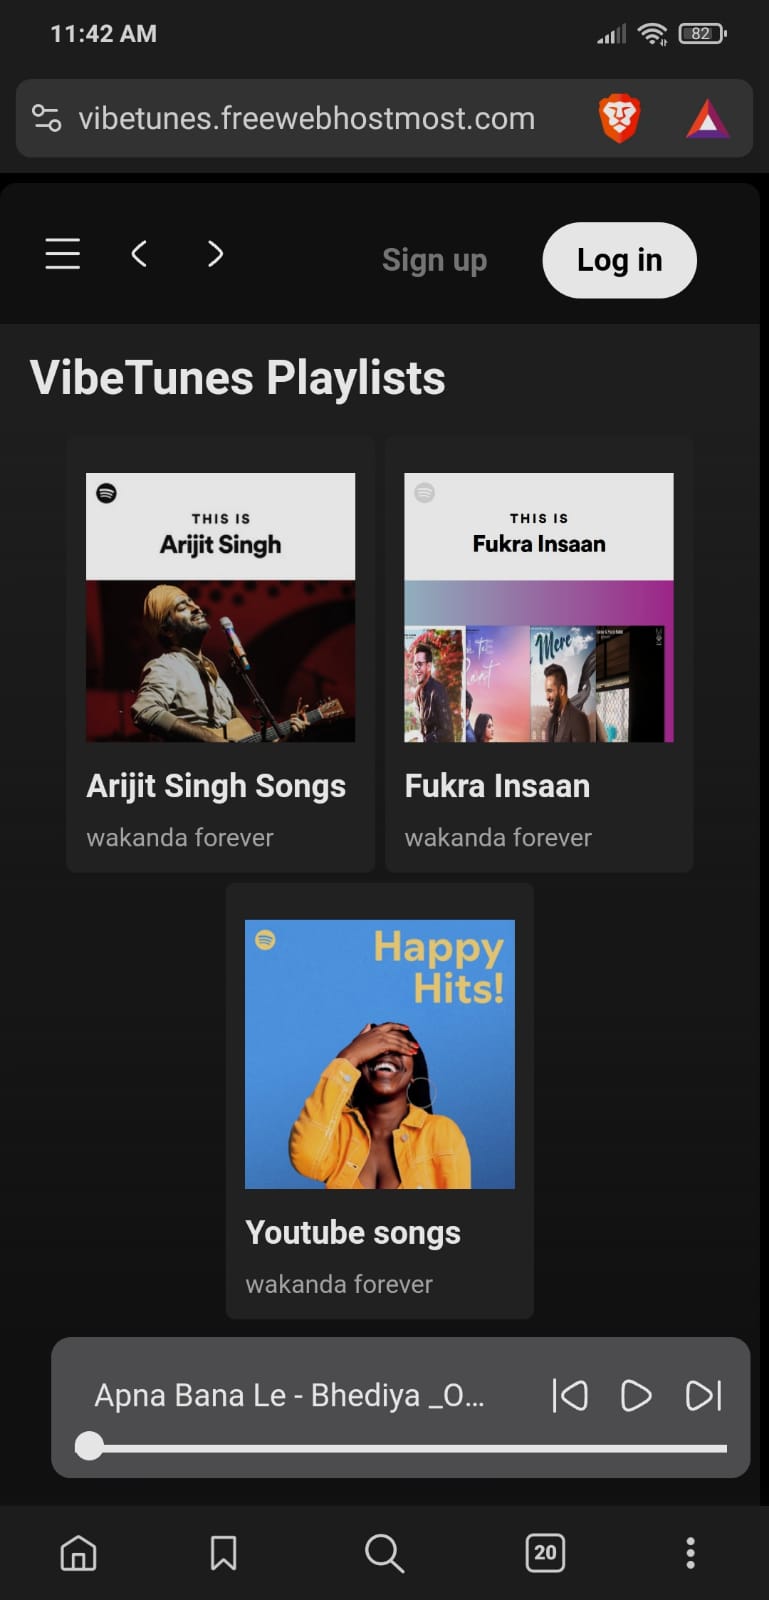 11:42 AM
82
vibetunes.freewebhostmost.com
Sign up
Log in
VibeTunes Playlists
THIS IS
Arijit Singh
THIS IS
Fukra Insaan
Mere
Arijit Singh Songs
Fukra Insaan
wakanda forever
wakanda forever
Happy
Hits!
Youtube songs
wakanda forever
Apna Bana Le - Bhediya _O...
20